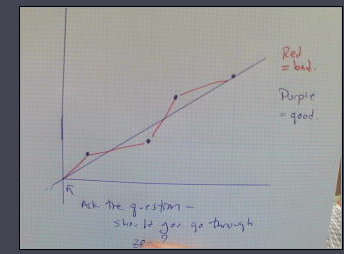 Red
= bad.
Purple
= good.
Ask the question –
should you go through